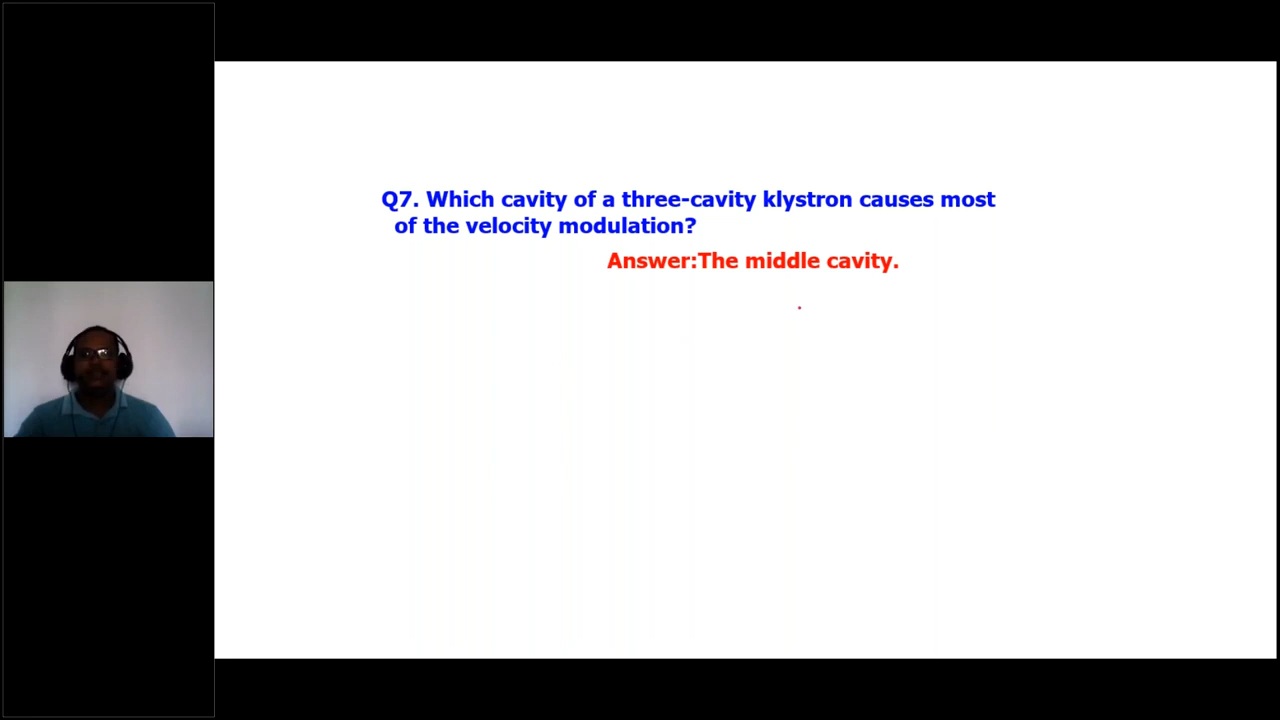 Q7. Which cavity of a three-cavity klystron causes most
of the velocity modulation?
Answer:The middle cavity.